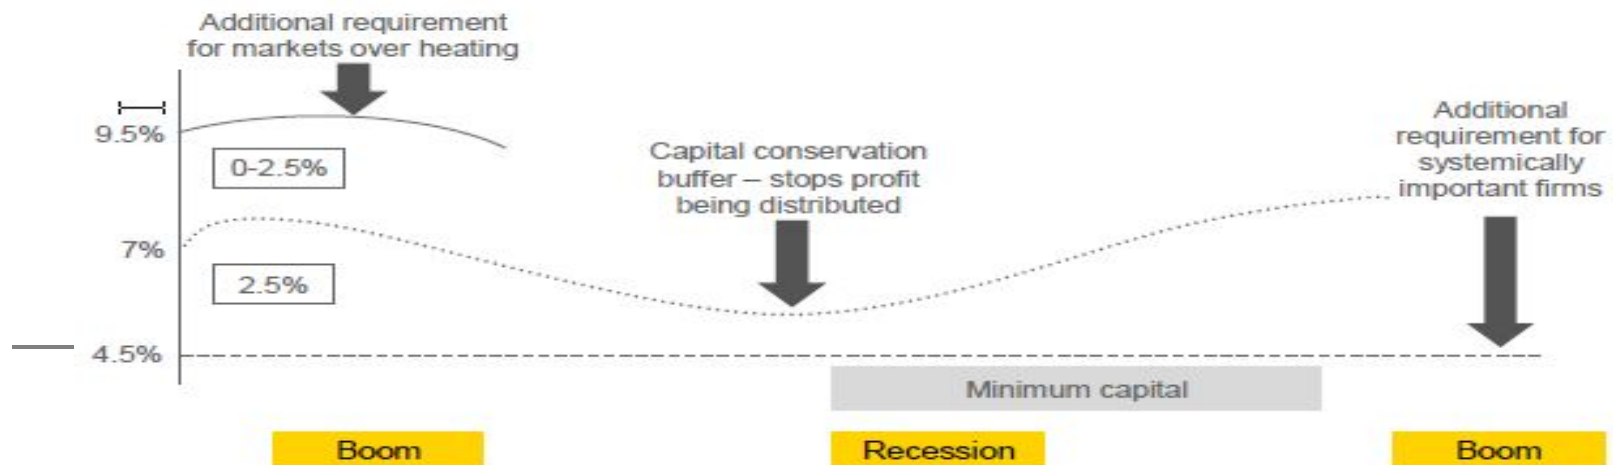 Additional requirement
for markets over heating
9.5%
0-2.5%
Capital conservation
buffer – stops profit
being distributed
Additional
requirement for
systemically
important firms
7%
2.5%
4.5%
Minimum capital
Boom
Recession
Boom